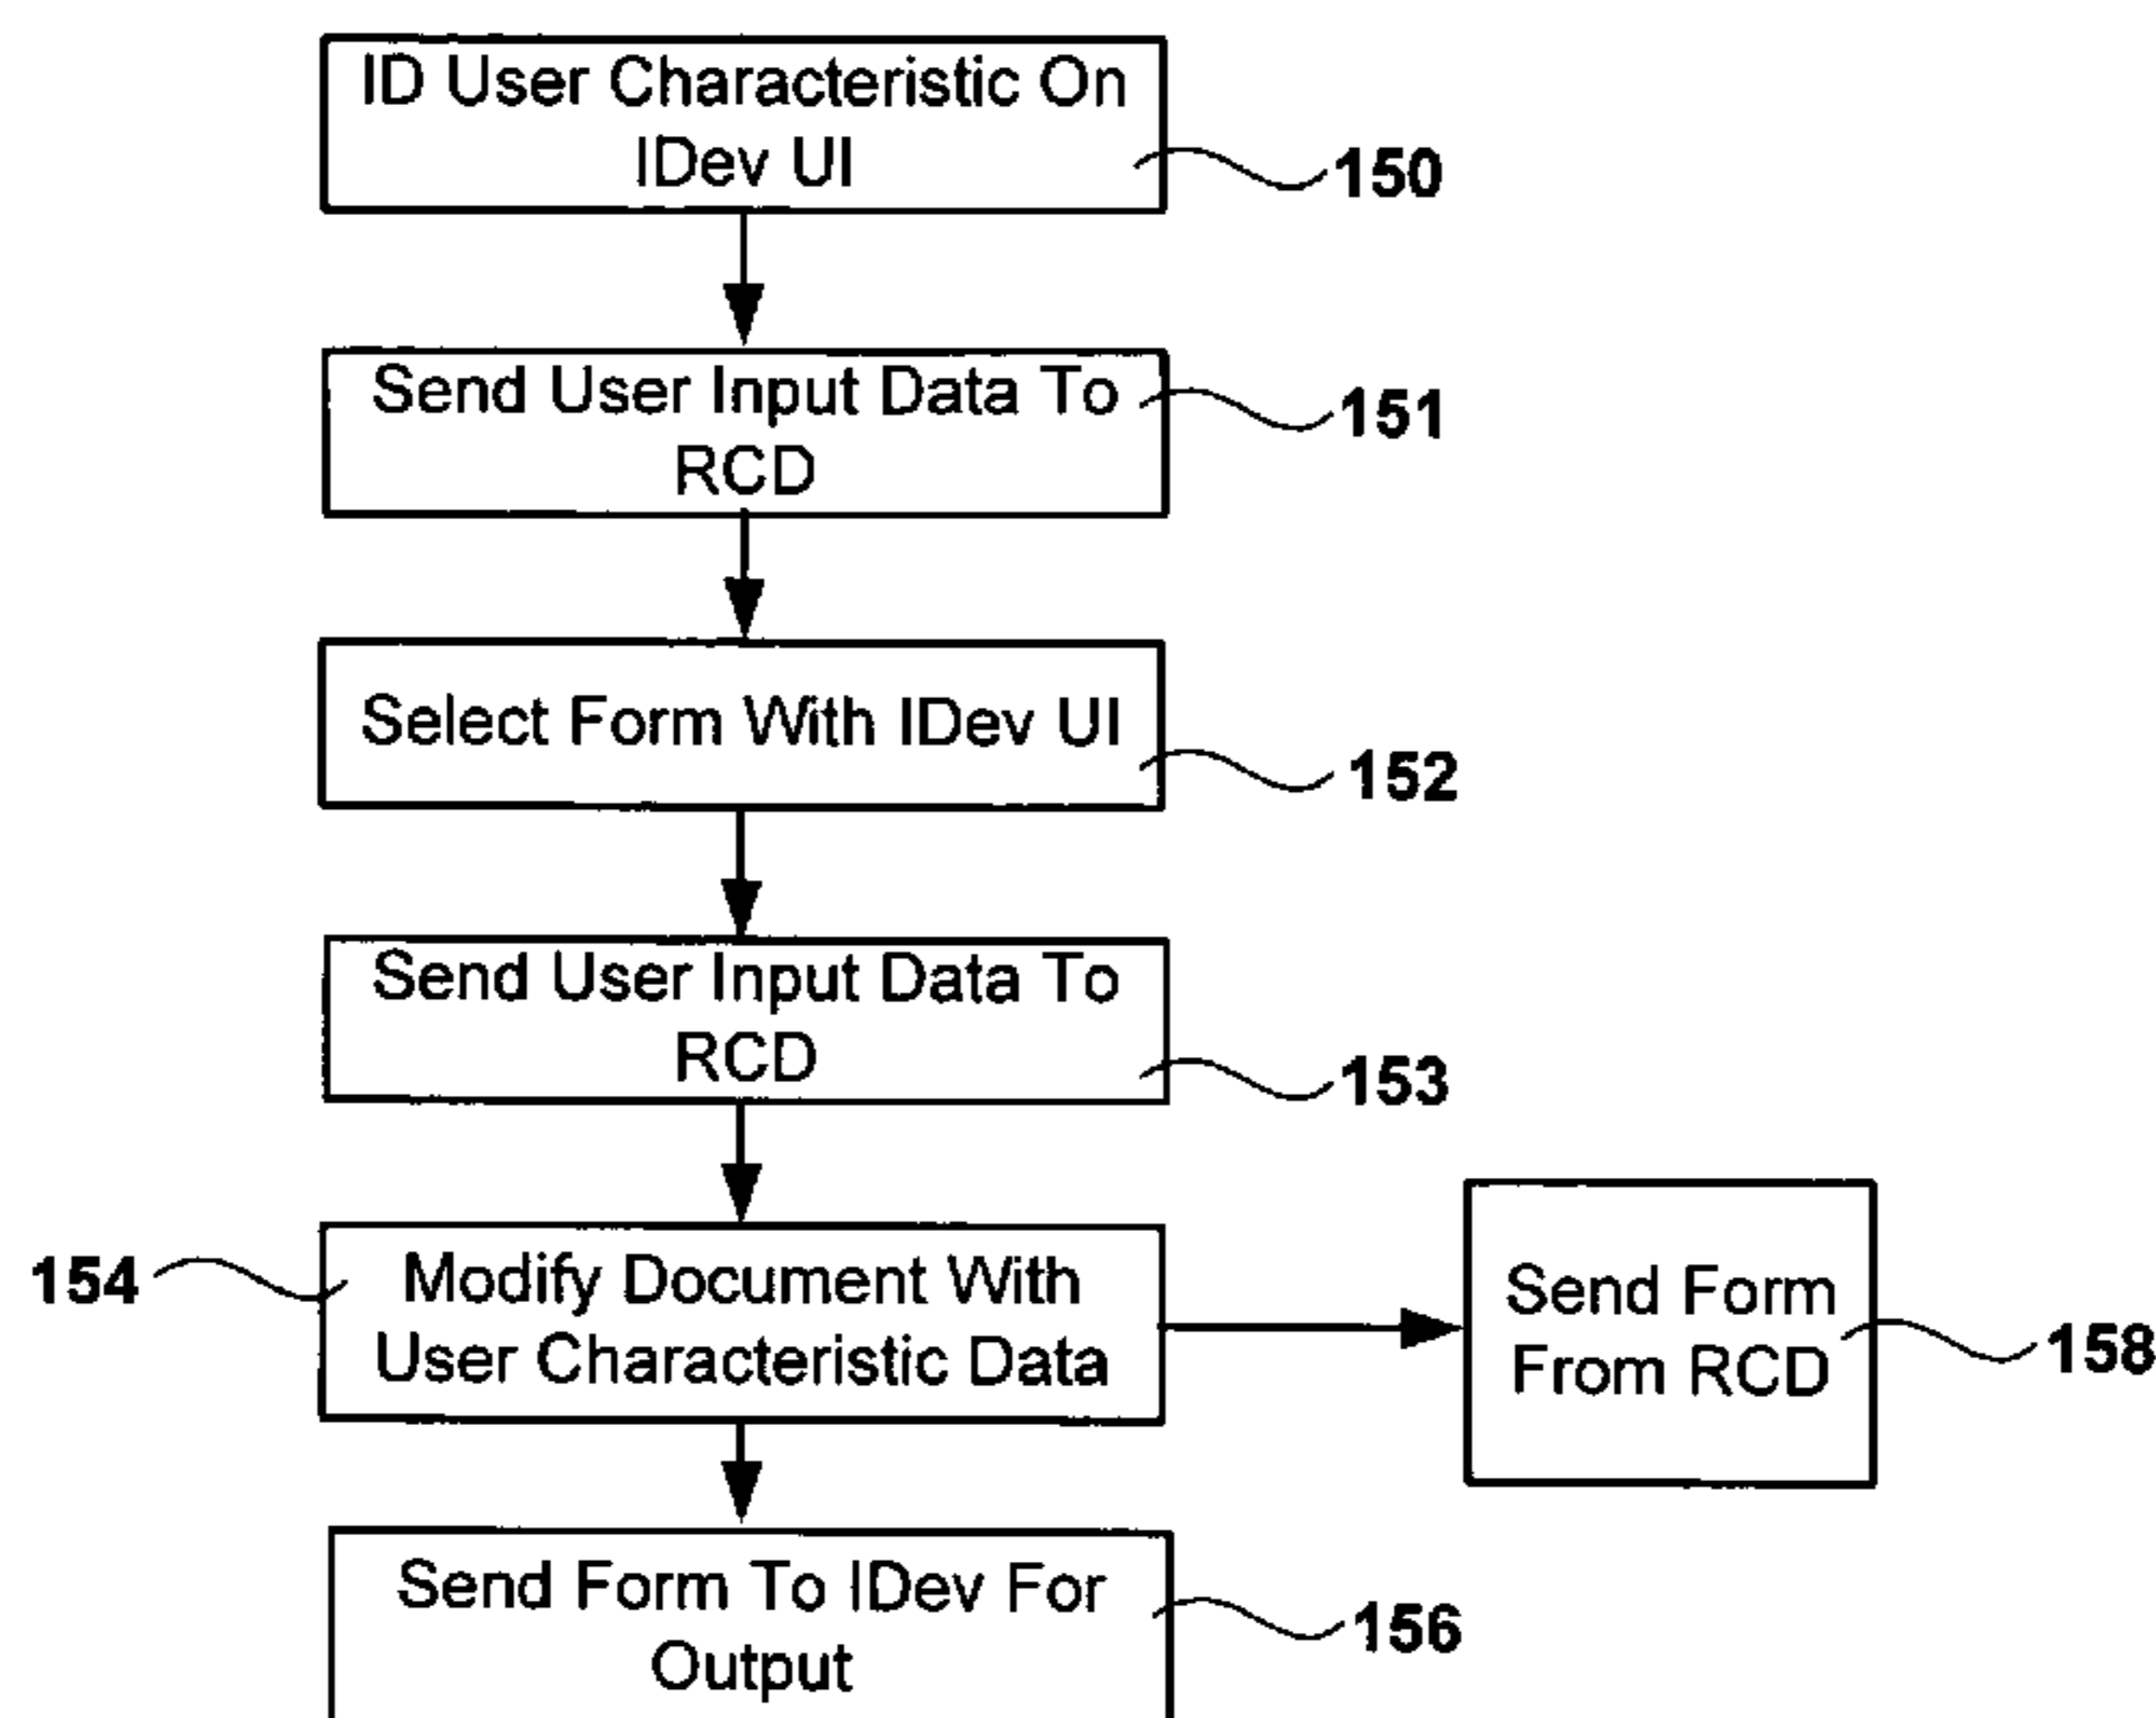 ID User Characteristic On
IDev UI
150
Send User Input Data To
RCD
151
Select Form With IDev UI
152
Send User Input Data To
RCD
153
154
Modify Document With
User Characteristic Data
Send Form
From RCD
158
Send Form To IDev For
Output
156